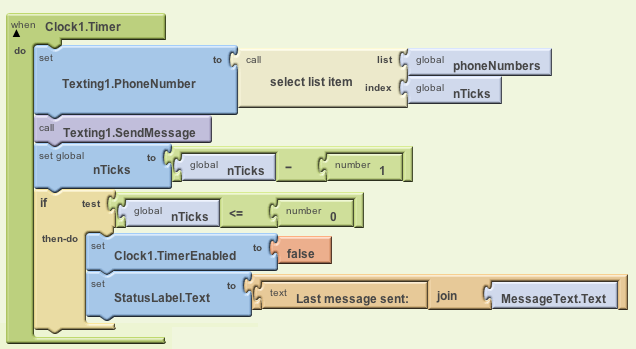 when Clock1.Timer
do
set Texting1.PhoneNumber to call select list item list global phoneNumbers
index global nTicks
call Texting1.SendMessage
set global nTicks to global nTicks - number 1
if test global nTicks <= number 0
then-do set Clock1.TimerEnabled to false
set StatusLabel.Text to text Last message sent: join MessageText.Text